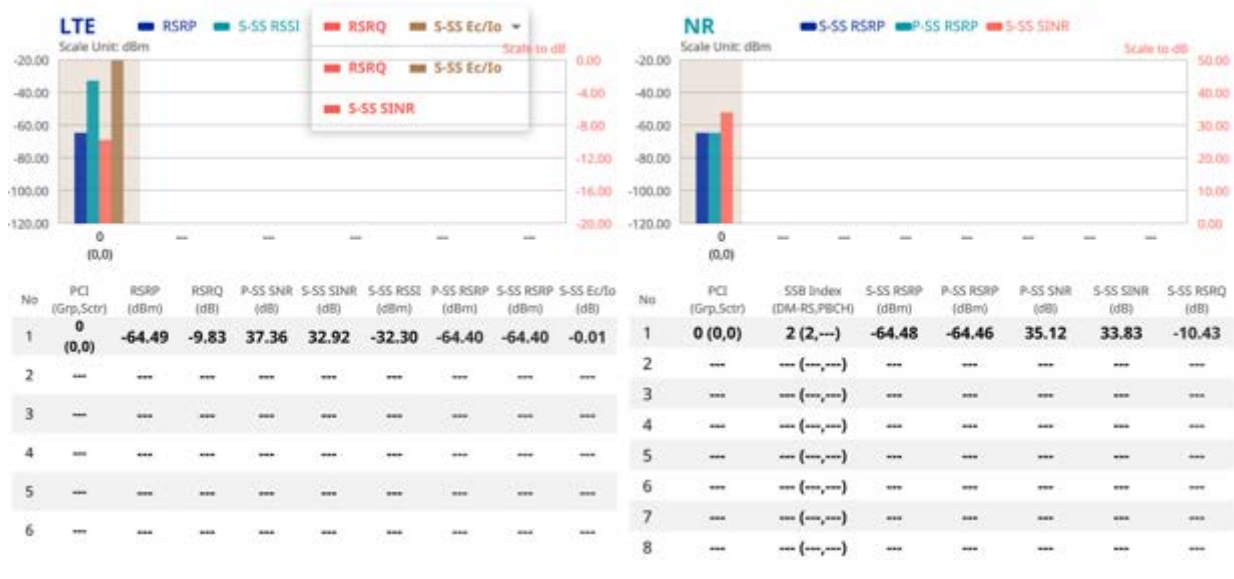 LTE RSRP S-SS RSSI RSRQ S-SS Ec/Io
Scale Unit: dBm Scale to dB
RSRQ S-SS Ec/Io
S-SS SINR
-20.00 0.00
-40.00 -4.00
-60.00 -8.00
-80.00 -12.00
-100.00 -16.00
-120.00 -20.00
0 --- --- --- --- ---
(0,0)
No PCI (Grp,Sctr) RSRP (dBm) RSRQ (dB) P-SS SNR (dB) S-SS SINR (dB) S-SS RSSI (dBm) P-SS RSRP (dBm) S-SS RSRP (dBm) S-SS Ec/Io (dB)
1 0 (0,0) -64.49 -9.83 37.36 32.92 -32.30 -64.40 -64.40 -0.01
2 --- --- --- --- --- --- --- --- ---
3 --- --- --- --- --- --- --- --- ---
4 --- --- --- --- --- --- --- --- ---
5 --- --- --- --- --- --- --- --- ---
6 --- --- --- --- --- --- --- --- ---
NR S-SS RSRP P-SS RSRP S-SS SINR
Scale Unit: dBm Scale to dB
-20.00 50.00
-40.00 40.00
-60.00 30.00
-80.00 20.00
-100.00 10.00
-120.00 0.00
0 --- --- --- --- --- --- ---
(0,0)
No PCI (Grp,Sctr) SSB Index (DM-RS,PBCH) S-SS RSRP (dBm) P-SS RSRP (dBm) P-SS SNR (dB) S-SS SINR (dB) S-SS RSRQ (dB)
1 0 (0,0) 2 (2,---) -64.48 -64.46 35.12 33.83 -10.43
2 --- --- (---,---) --- --- --- --- ---
3 --- --- (---,---) --- --- --- --- ---
4 --- --- (---,---) --- --- --- --- ---
5 --- --- (---,---) --- --- --- --- ---
6 --- --- (---,---) --- --- --- --- ---
7 --- --- (---,---) --- --- --- --- ---
8 --- --- (---,---) --- --- --- --- ---